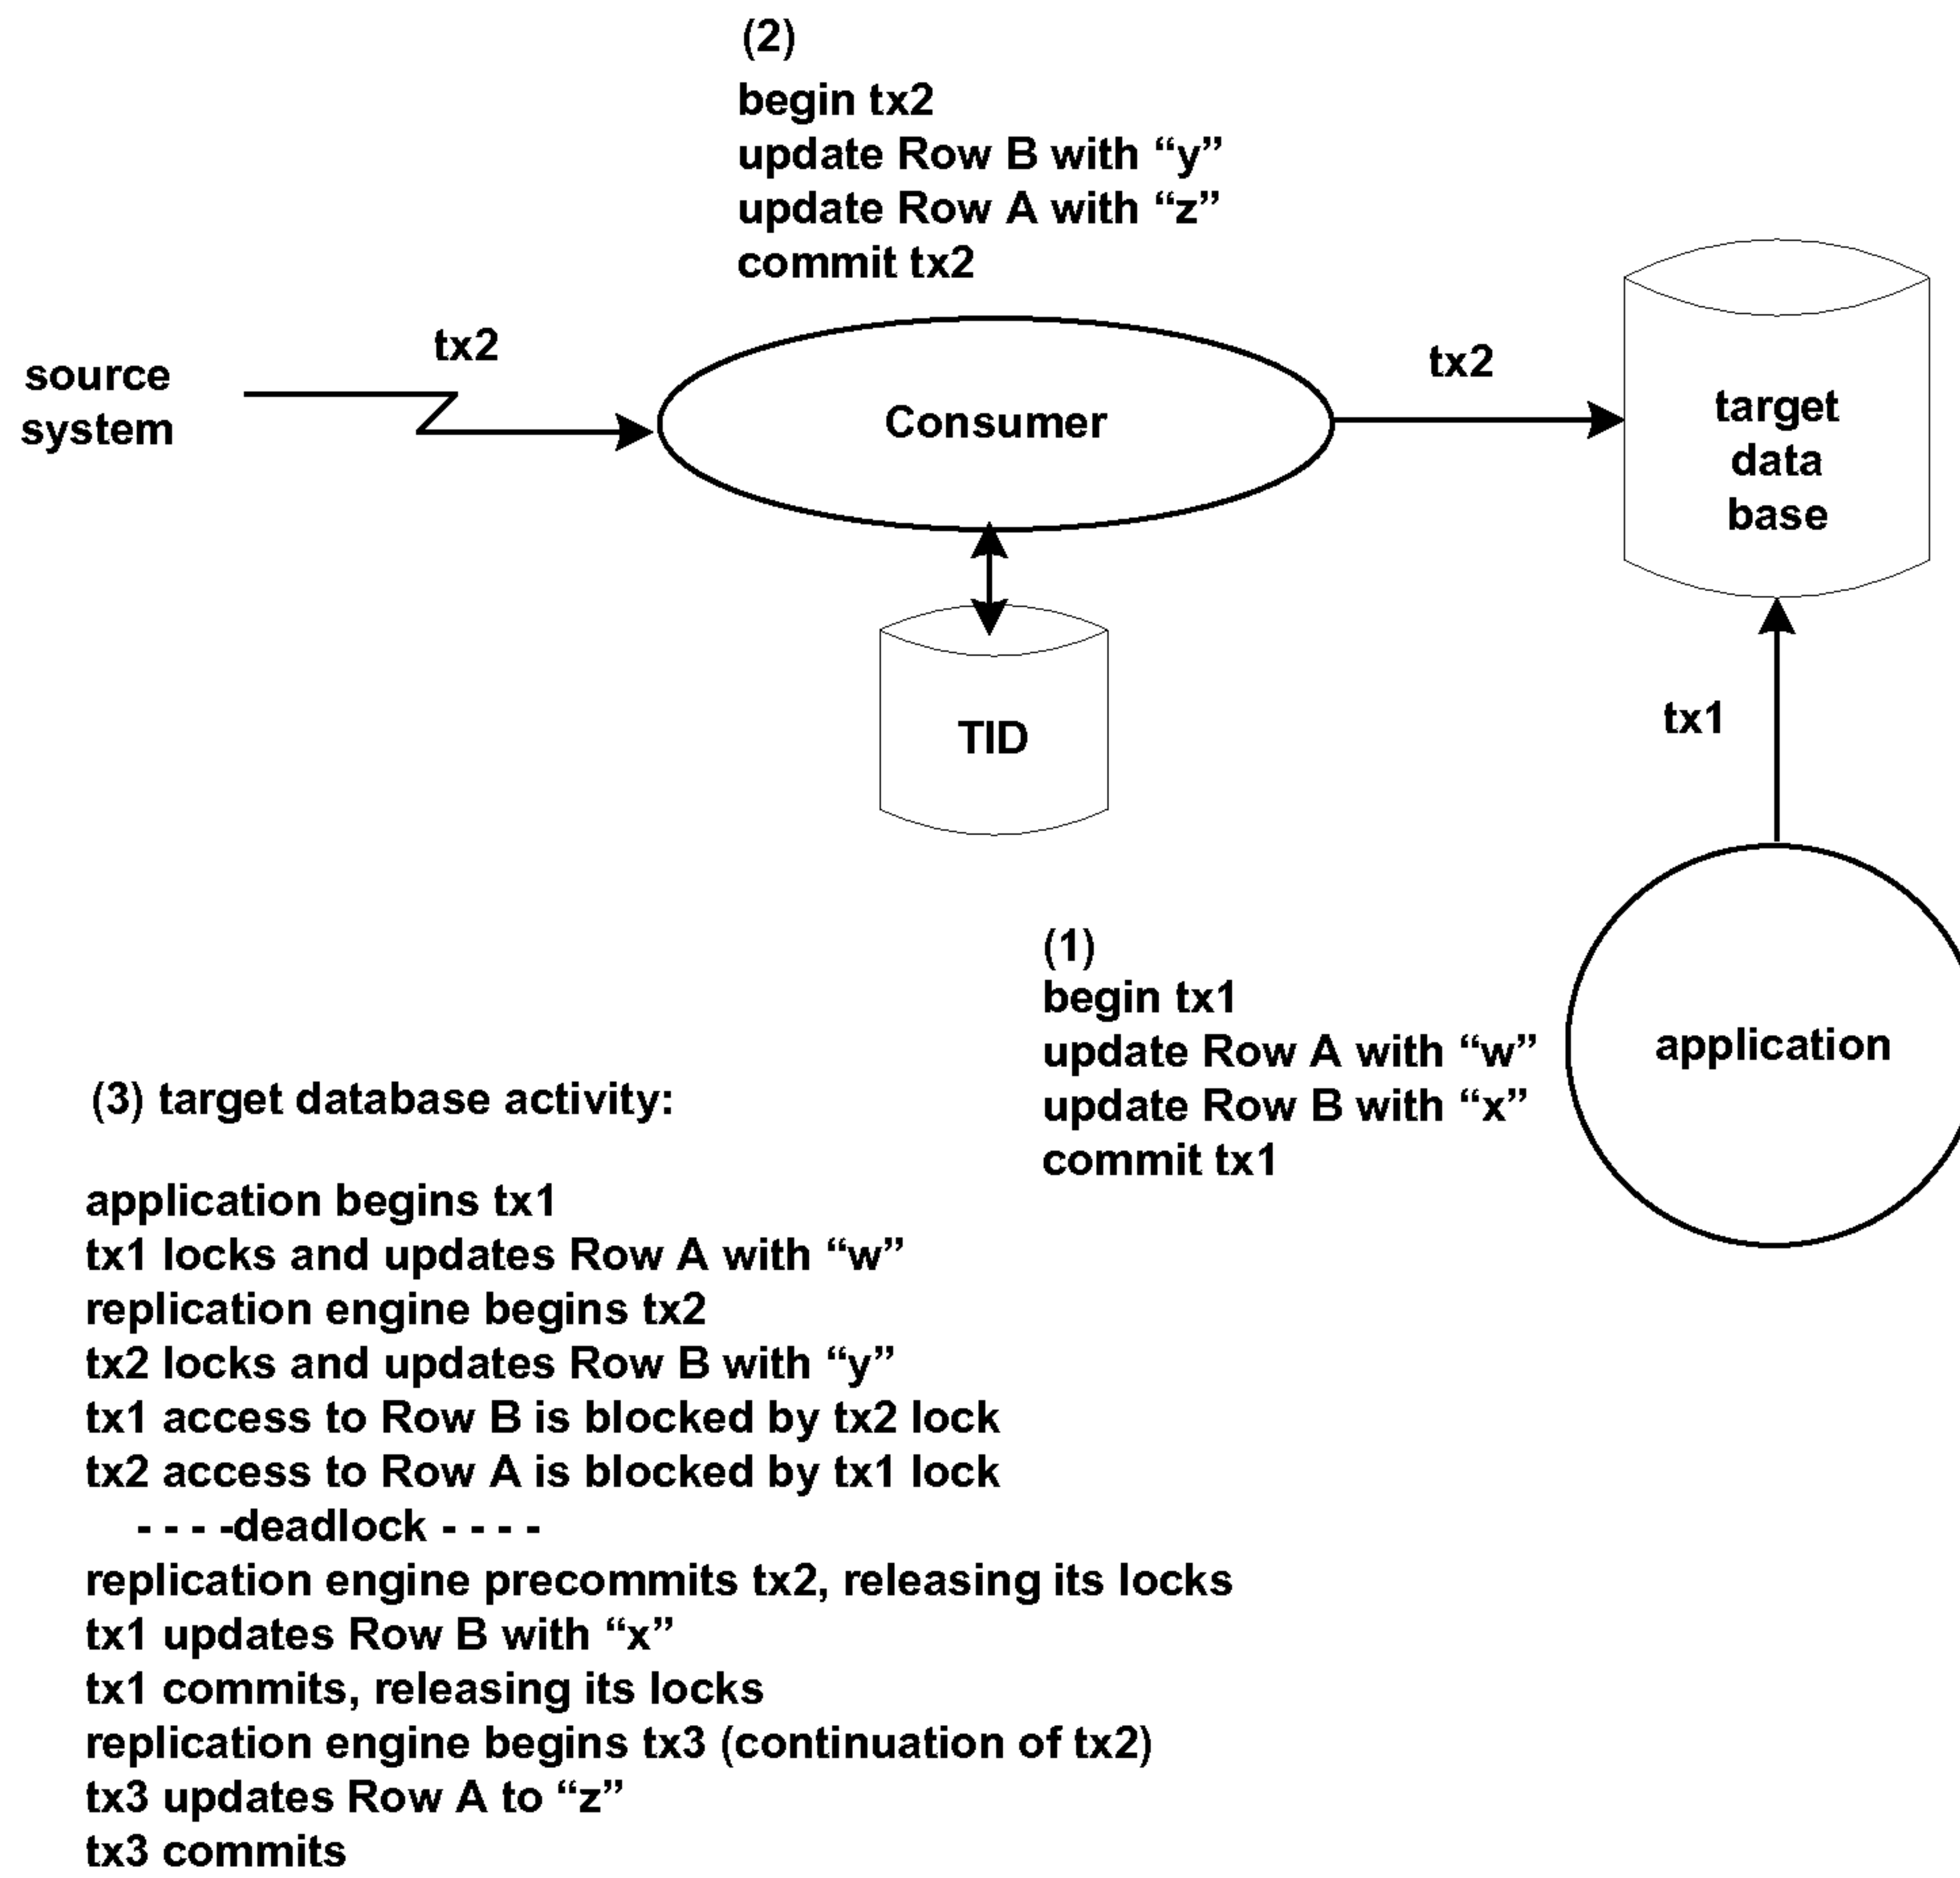 (2)
begin tx2
update Row B with “y”
update Row A with “z”
commit tx2
source
system
tx2
Consumer
tx2
target
data
base
TID
tx1
(1)
begin tx1
update Row A with “w”
update Row B with “x”
commit tx1
application
(3) target database activity:
application begins tx1
tx1 locks and updates Row A with “w”
replication engine begins tx2
tx2 locks and updates Row B with “y”
tx1 access to Row B is blocked by tx2 lock
tx2 access to Row A is blocked by tx1 lock
- - - -deadlock - - - -
replication engine precommits tx2, releasing its locks
tx1 updates Row B with “x”
tx1 commits, releasing its locks
replication engine begins tx3 (continuation of tx2)
tx3 updates Row A to “z”
tx3 commits